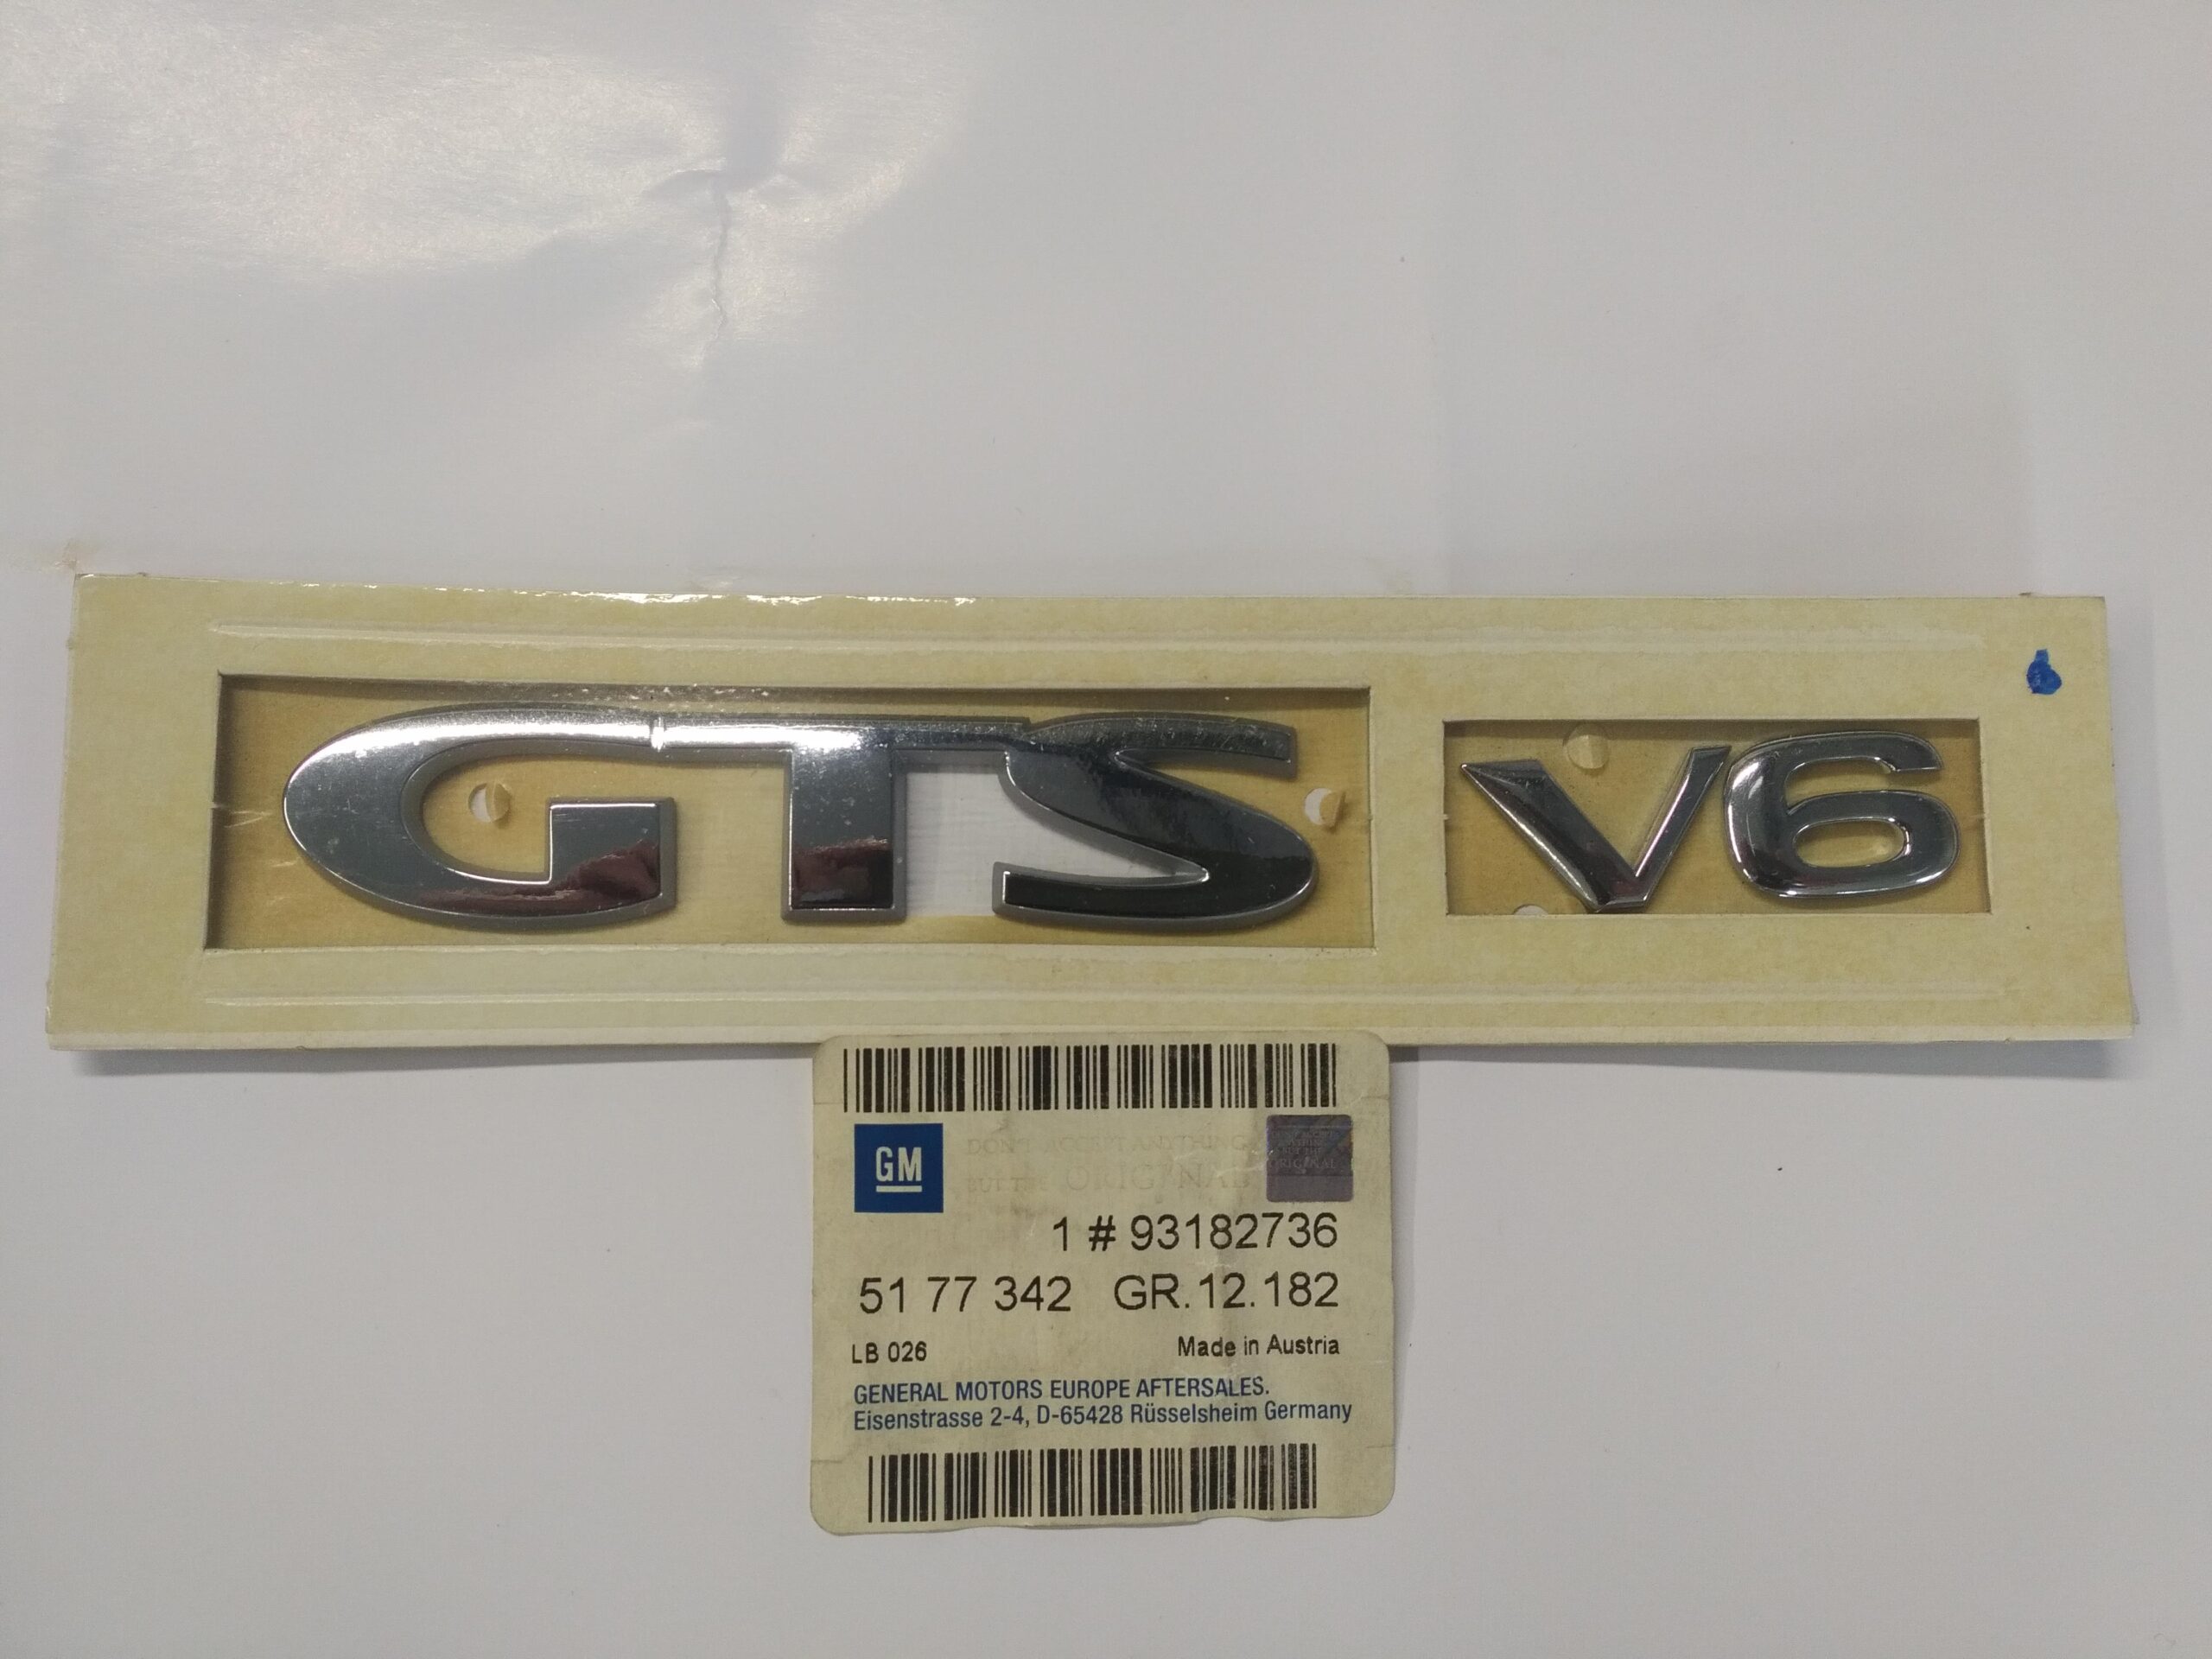 GTS V6
GM
DON'T ACCEPT ANYTHING
BUT THE ORIGINAL
ORIGINAL
1 # 93182736
51 77 342 GR.12.182
LB 026 Made in Austria
GENERAL MOTORS EUROPE AFTERSALES.
Eisenstrasse 2-4, D-65428 Rüsselsheim Germany